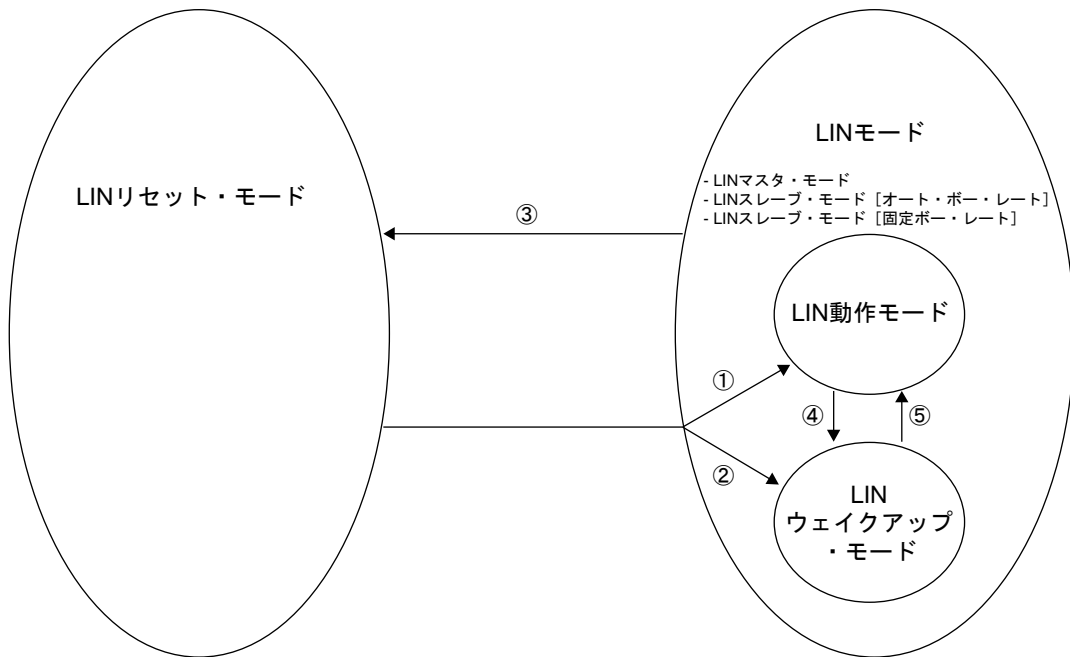 LINリセット・モード
LINモード
- LINマスタ・モード
- LINスレーブ・モード［オート・ボー・レート］
- LINスレーブ・モード［固定ボー・レート］
③
LIN動作モード
①
④
⑤
②
LIN
ウェイクアップ
・モード